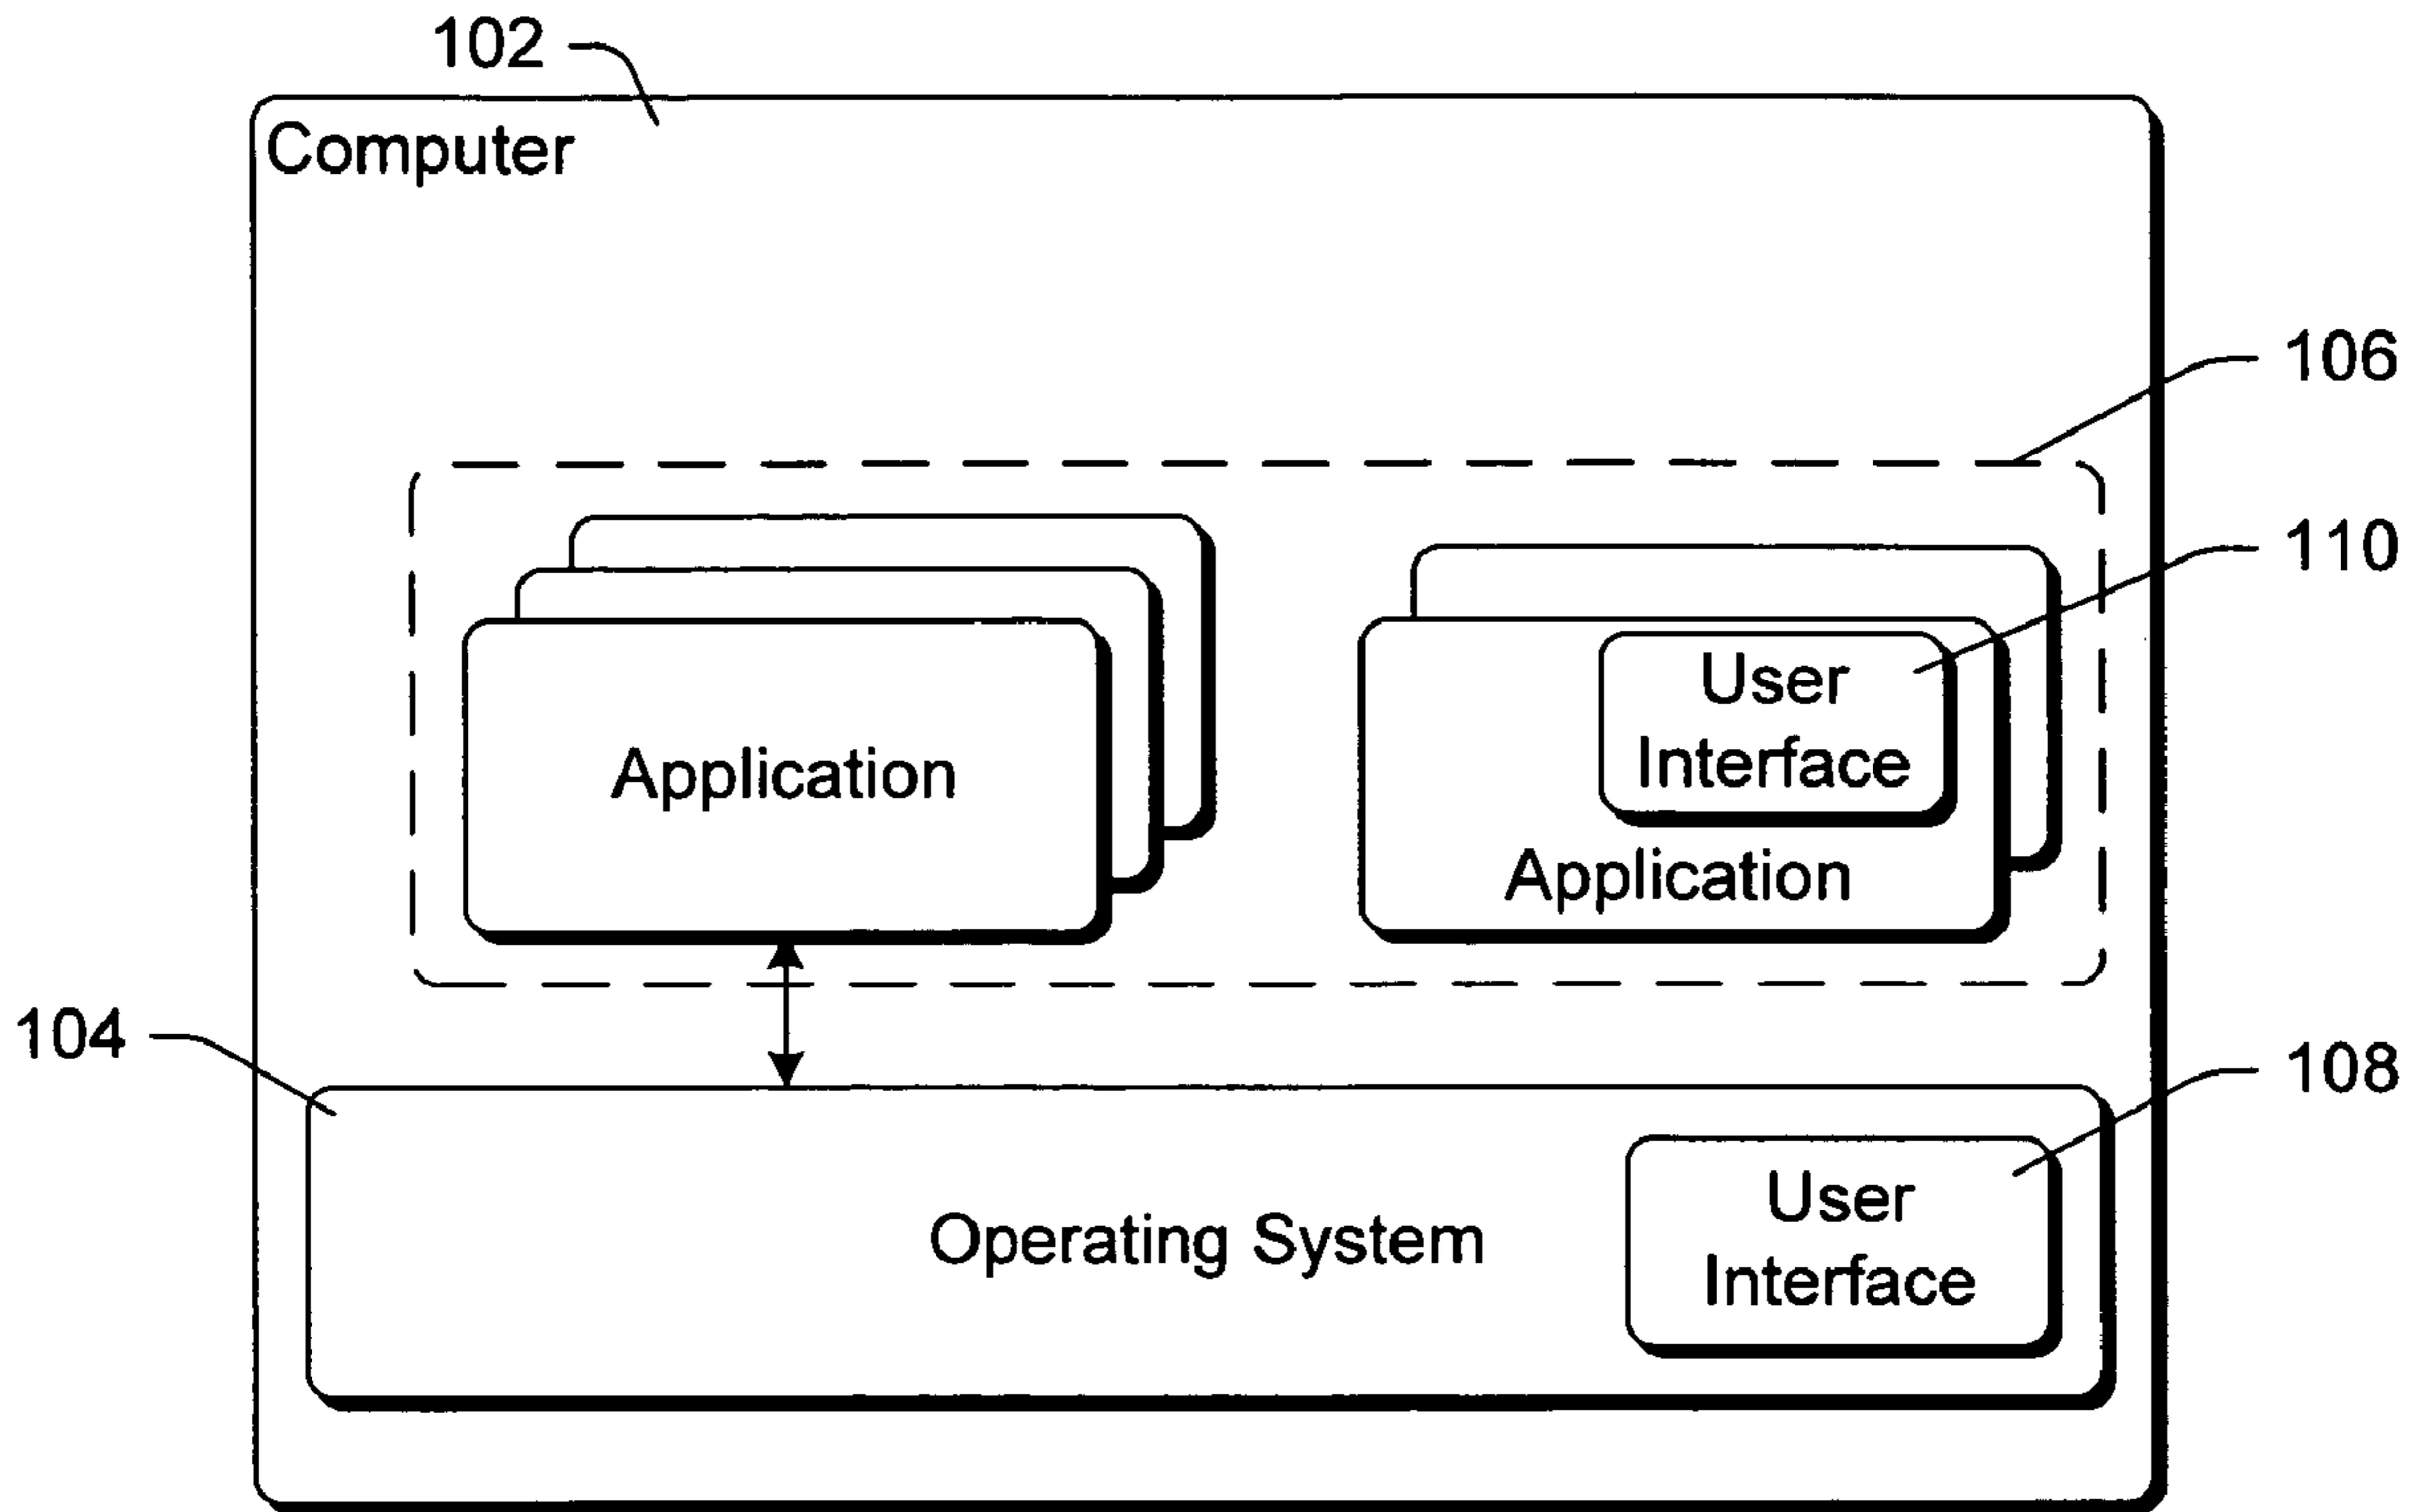 102
Computer
106
110
User
Interface
Application
Application
104
108
User
Interface
Operating System